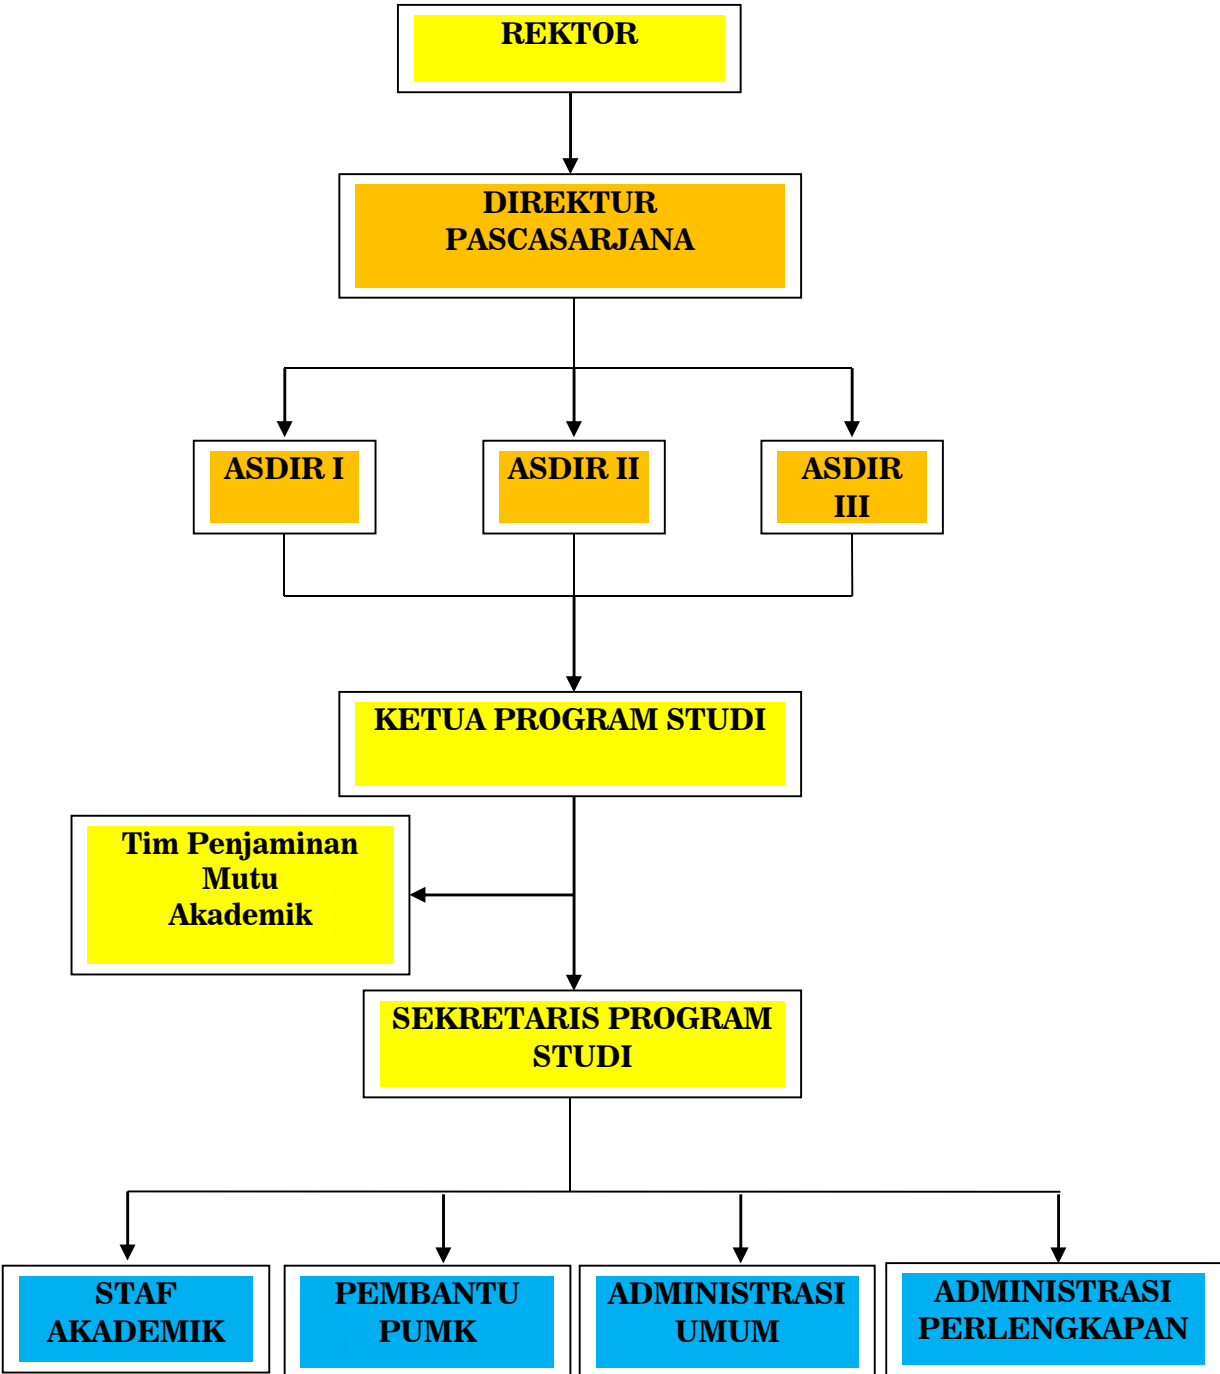 REKTOR
DIREKTUR
PASCASARJANA
ASDIR I
ASDIR II
ASDIR
III
KETUA PROGRAM STUDI
Tim Penjaminan
Mutu
Akademik
SEKRETARIS PROGRAM
STUDI
STAF
AKADEMIK
PEMBANTU
PUMK
ADMINISTRASI
UMUM
ADMINISTRASI
PERLENGKAPAN